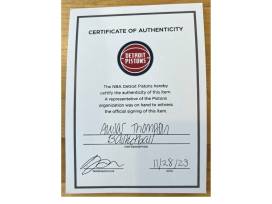 CERTIFICATE OF AUTHENTICITY
DETROIT
PISTONS
The NBA Detroit Pistons hereby
certify the authenticity of this item.
A representative of the Pistons
organization was on hand to witness
the official signing of this item.
Ausar Thompson
Basketball
11/28/23